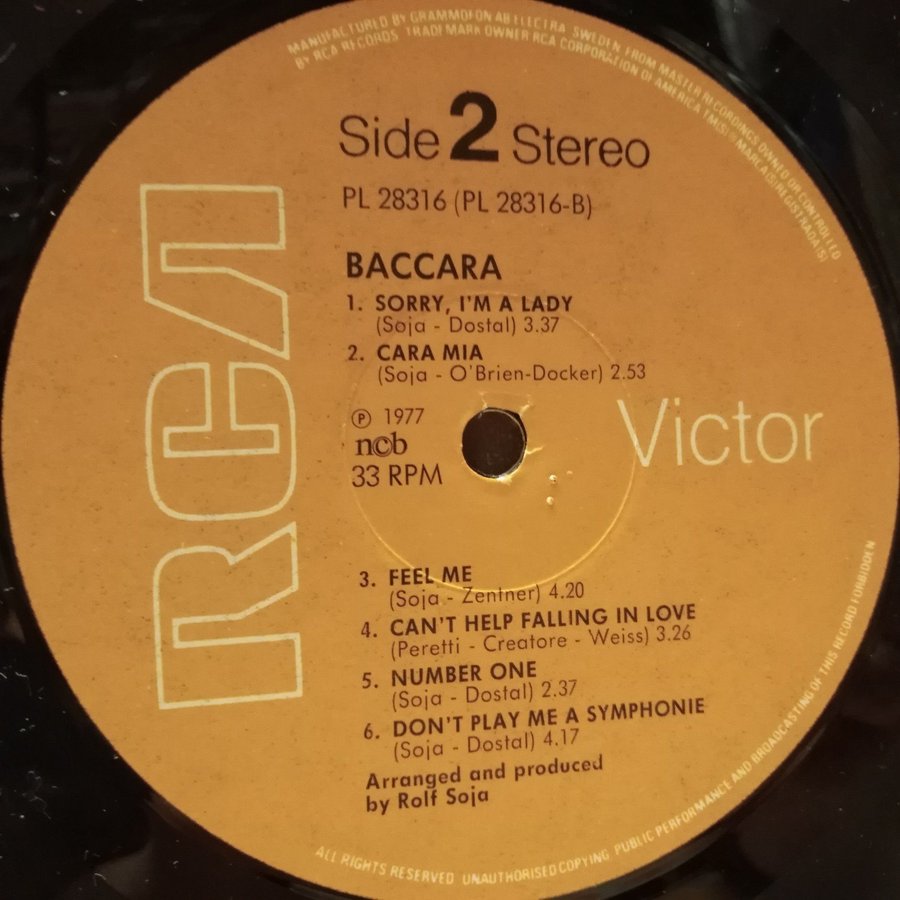 MANUFACTURED BY GRAMMOFON AB ELECTRA, SWEDEN FROM MASTER RECORDINGS OWNED OR CONTROLLED
BY RCA RECORDS. TRADEMARK OWNER RCA CORPORATION OF AMERICA TM(S) ® MARCA(S) REGISTRADA(S)
Side 2 Stereo
PL 28316 (PL 28316-B)
RCA
BACCARA
1. SORRY, I'M A LADY
(Soja - Dostal) 3.37
2. CARA MIA
(Soja - O'Brien-Docker) 2.53
Ⓟ 1977
ncb
33 RPM
Victor
3. FEEL ME
(Soja - Zentner) 4.20
4. CAN'T HELP FALLING IN LOVE
(Peretti - Creatore - Weiss) 3.26
5. NUMBER ONE
(Soja - Dostal) 2.37
6. DON'T PLAY ME A SYMPHONIE
(Soja - Dostal) 4.17
Arranged and produced
by Rolf Soja
ALL RIGHTS RESERVED UNAUTHORISED COPYING, PUBLIC PERFORMANCE AND BROADCASTING OF THIS RECORD FORBIDDEN